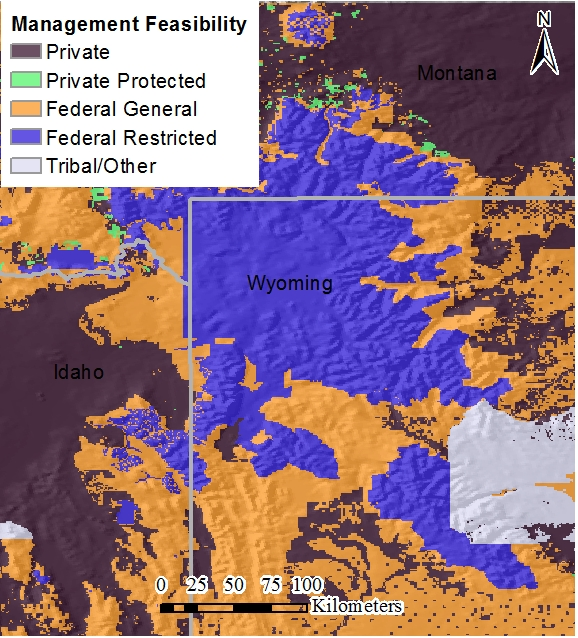 Management Feasibility
Private
Private Protected
Federal General
Federal Restricted
Tribal/Other
N
Montana
Wyoming
Idaho
0 25 50 75 100
Kilometers